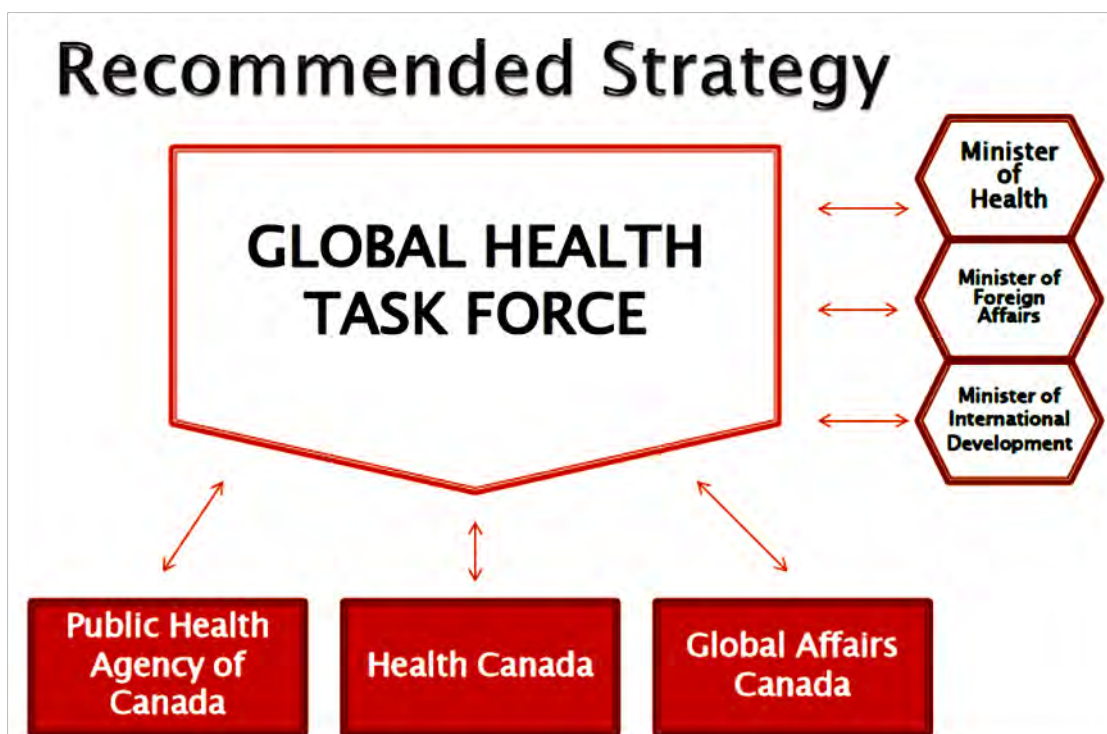 Recommended Strategy
GLOBAL HEALTH
TASK FORCE
Minister
of
Health
Minister of
Foreign
Affairs
Minister of
International
Development
Public Health
Agency of
Canada
Health Canada
Global Affairs
Canada